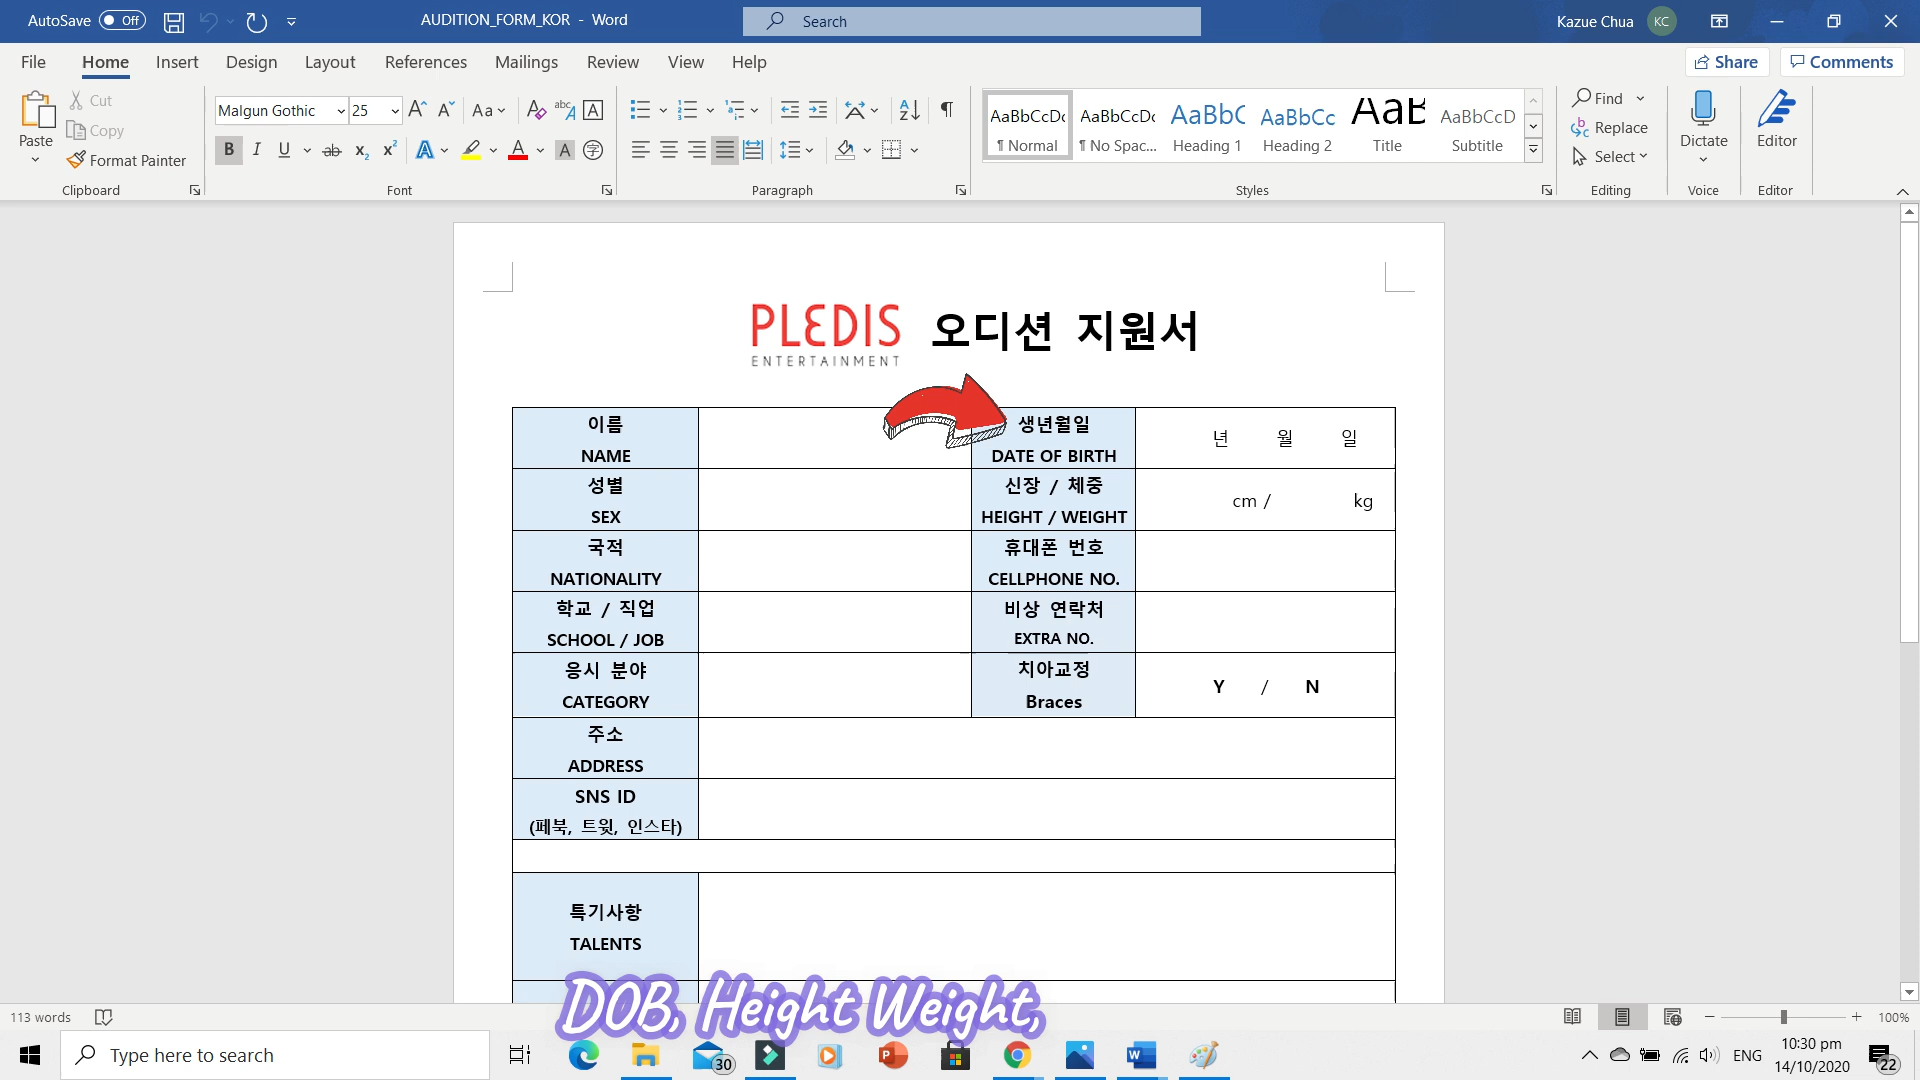 AutoSave Off
AUDITION_FORM_KOR - Word
Search
Kazue Chua KC
File Home Insert Design Layout References Mailings Review View Help
Share Comments
Paste
Cut
Copy
Format Painter
Clipboard
Malgun Gothic 25
Font
Paragraph
AaBbCcDc AaBbCcDc AaBbC AaBbCc AaB AaBbCcD
¶ Normal ¶ No Spac... Heading 1 Heading 2 Title Subtitle
Styles
Find
Replace
Select
Editing
Dictate
Voice
Editor
Editor
PLEDIS
ENTERTAINMENT
오디션 지원서
이름
NAME
생년월일
DATE OF BIRTH
년 월 일
성별
SEX
신장 / 체중
HEIGHT / WEIGHT
cm / kg
국적
NATIONALITY
휴대폰 번호
CELLPHONE NO.
학교 / 직업
SCHOOL / JOB
비상 연락처
EXTRA NO.
응시 분야
CATEGORY
치아교정
Braces
Y / N
주소
ADDRESS
SNS ID
(페북, 트윗, 인스타)
특기사항
TALENTS
DOB, Height Weight,
113 words
100%
Type here to search
30
ENG
10:30 pm
14/10/2020
22